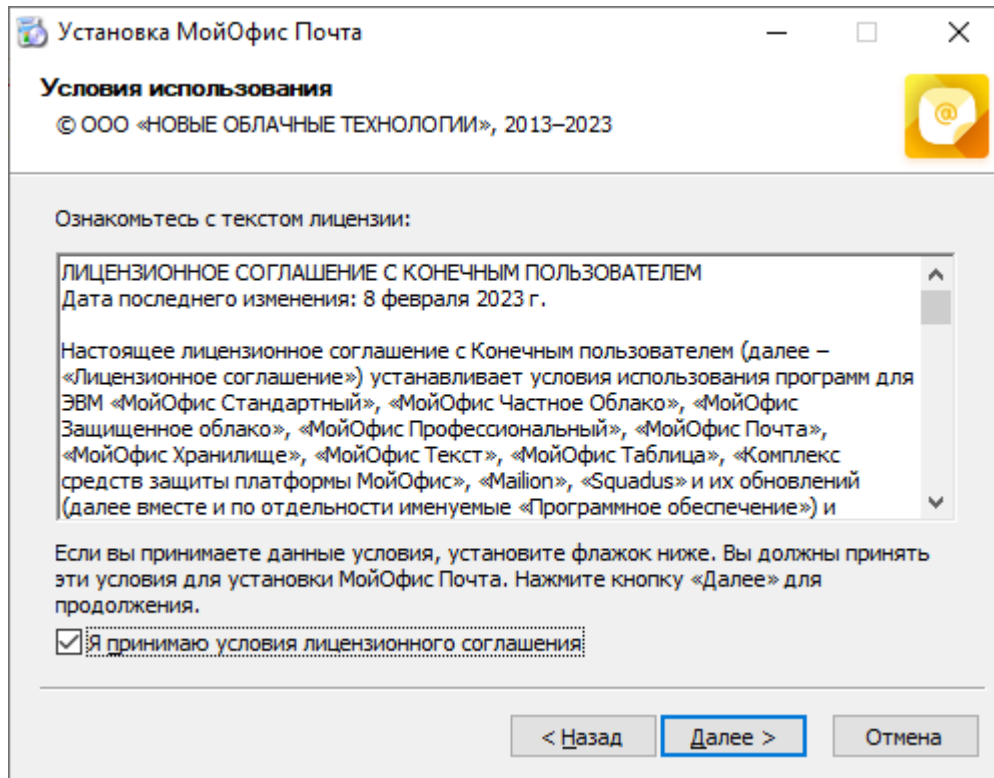 Установка МойОфис Почта
Условия использования
© ООО «НОВЫЕ ОБЛАЧНЫЕ ТЕХНОЛОГИИ», 2013–2023
@
Ознакомьтесь с текстом лицензии:
ЛИЦЕНЗИОННОЕ СОГЛАШЕНИЕ С КОНЕЧНЫМ ПОЛЬЗОВАТЕЛЕМ
Дата последнего изменения: 8 февраля 2023 г.
Настоящее лицензионное соглашение с Конечным пользователем (далее –
«Лицензионное соглашение») устанавливает условия использования программ для
ЭВМ «МойОфис Стандартный», «МойОфис Частное Облако», «МойОфис
Защищенное облако», «МойОфис Профессиональный», «МойОфис Почта»,
«МойОфис Хранилище», «МойОфис Текст», «МойОфис Таблица», «Комплекс
средств защиты платформы МойОфис», «Mailion», «Squadus» и их обновлений
(далее вместе и по отдельности именуемые «Программное обеспечение») и
Если вы принимаете данные условия, установите флажок ниже. Вы должны принять
эти условия для установки МойОфис Почта. Нажмите кнопку «Далее» для
продолжения.
Я принимаю условия лицензионного соглашения
< Назад
Далее >
Отмена